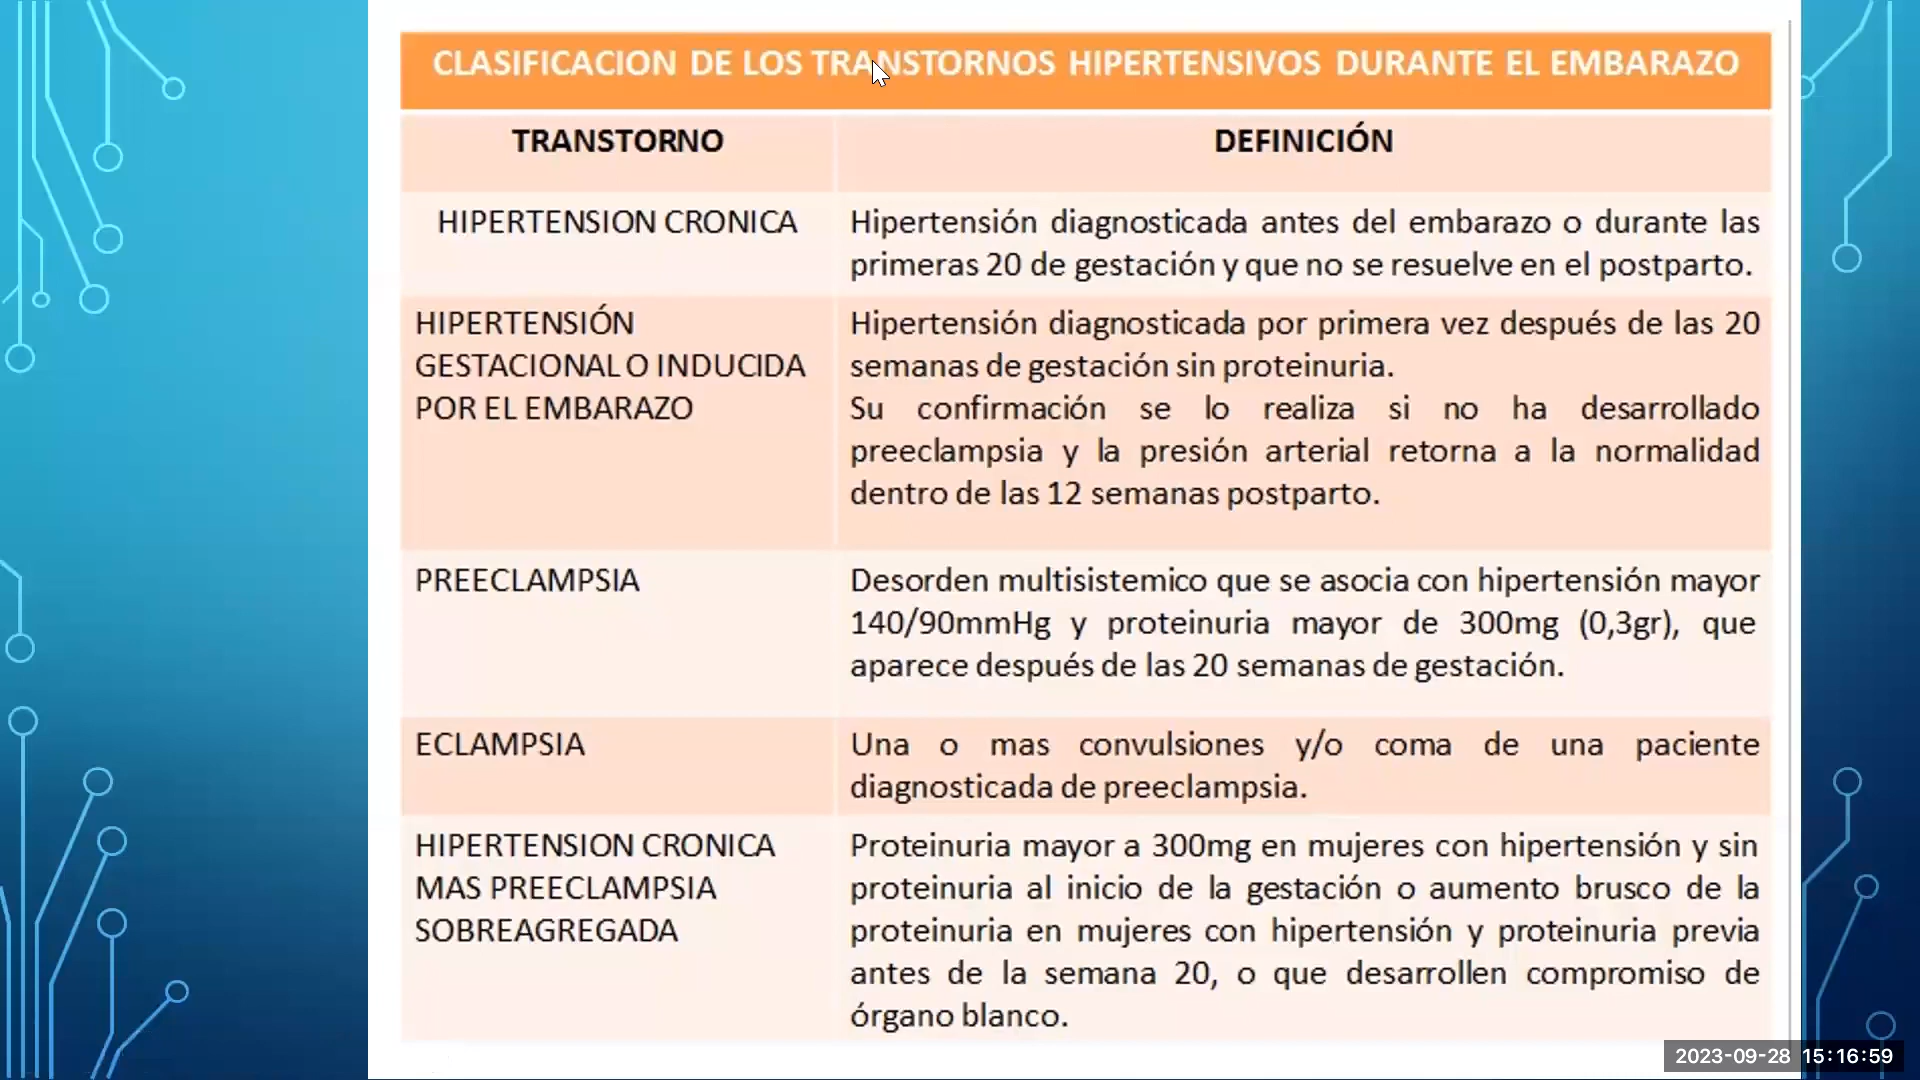 CLASIFICACION DE LOS TRANSTORNOS HIPERTENSIVOS DURANTE EL EMBARAZO
TRANSTORNO
DEFINICIÓN
HIPERTENSION CRONICA
Hipertensión diagnosticada antes del embarazo o durante las
primeras 20 de gestación y que no se resuelve en el postparto.
HIPERTENSIÓN
GESTACIONAL O INDUCIDA
POR EL EMBARAZO
Hipertensión diagnosticada por primera vez después de las 20
semanas de gestación sin proteinuria.
Su confirmación se lo realiza si no ha desarrollado
preeclampsia y la presión arterial retorna a la normalidad
dentro de las 12 semanas postparto.
PREECLAMPSIA
Desorden multisistemico que se asocia con hipertensión mayor
140/90mmHg y proteinuria mayor de 300mg (0,3gr), que
aparece después de las 20 semanas de gestación.
ECLAMPSIA
Una o mas convulsiones y/o coma de una paciente
diagnosticada de preeclampsia.
HIPERTENSION CRONICA
MAS PREECLAMPSIA
SOBREAGREGADA
Proteinuria mayor a 300mg en mujeres con hipertensión y sin
proteinuria al inicio de la gestación o aumento brusco de la
proteinuria en mujeres con hipertensión y proteinuria previa
antes de la semana 20, o que desarrollen compromiso de
órgano blanco.
2023-09-28 15:16:59